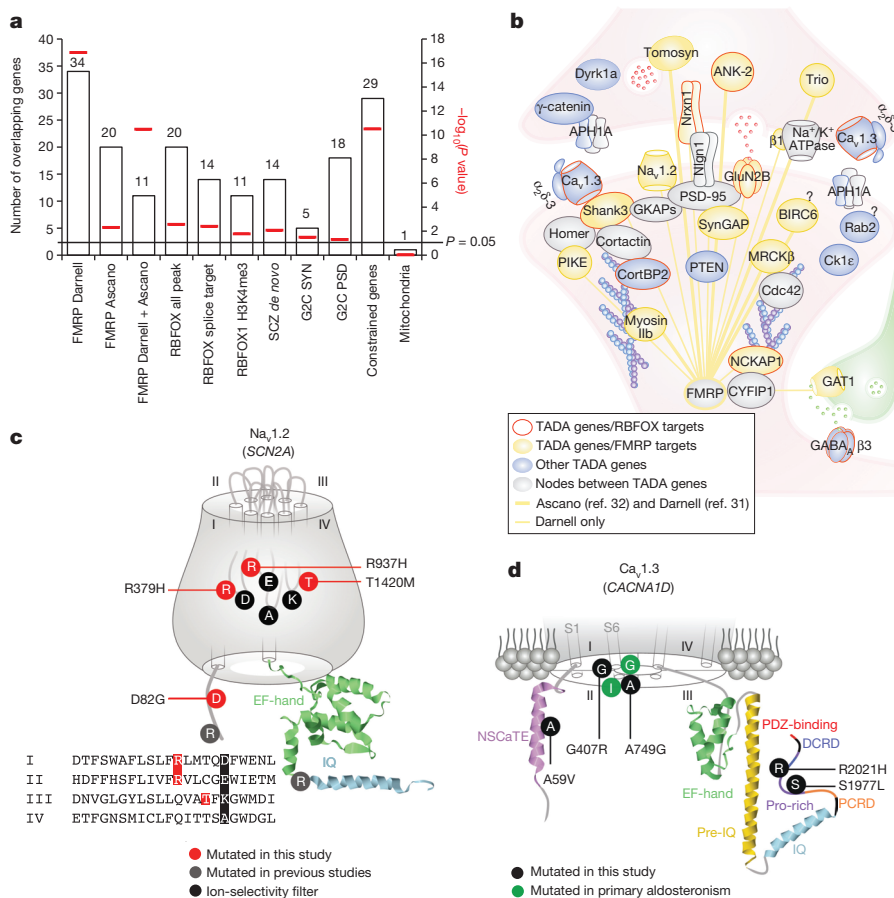 a
Number of overlapping genes
40
35
30
25
20
15
10
5
0
34
20
11
20
14
11
14
5
18
29
1
18
16
14
12
10
8
6
4
2
0
–log10(P value)
P = 0.05
FMRP Darnell
FMRP Ascano
FMRP Darnell + Ascano
RBFOX all peak
RBFOX splice target
RBFOX1 H3K4me3
SCZ de novo
G2C SYN
G2C PSD
Constrained genes
Mitochondria
b
Tomosyn
Dyrk1a
ANK-2
Trio
γ-catenin
APH1A
Nrxn1
Nlgn1
β1
Na+/K+
ATPase
Cav1.3
α2δ-3
Nav1.2
GluN2B
PSD-95
Cav1.3
α2δ-3
APH1A
Shank3
GKAPs
SynGAP
BIRC6
?
Rab2
?
Homer
Cortactin
PIKE
CortBP2
PTEN
MRCKβ
Ck1ε
Cdc42
Myosin
IIb
NCKAP1
FMRP
CYFIP1
GAT1
GABAA β3
TADA genes/RBFOX targets
TADA genes/FMRP targets
Other TADA genes
Nodes between TADA genes
Ascano (ref. 32) and Darnell (ref. 31)
Darnell only
c
Nav1.2
(SCN2A)
II
III
I
IV
R937H
R379H
T1420M
R
E
T
R
D
K
A
D82G
D
R
EF-hand
IQ
R
I DTFSWAFLSLFRLMTQDFWENL
II HDFFHSFLIVFRVLCGEWIETM
III DNVGLGYLSLLQVATFKGWMDI
IV ETFGNSMICLFQITTSAGWDGL
Mutated in this study
Mutated in previous studies
Ion-selectivity filter
d
Cav1.3
(CACNA1D)
S1
S6
I
IV
G
G
II
I
A
III
NSCaTE
A
A59V
G407R
A749G
EF-hand
Pre-IQ
PDZ-binding
DCRD
R
R2021H
S
S1977L
Pro-rich
PCRD
IQ
Mutated in this study
Mutated in primary aldosteronism